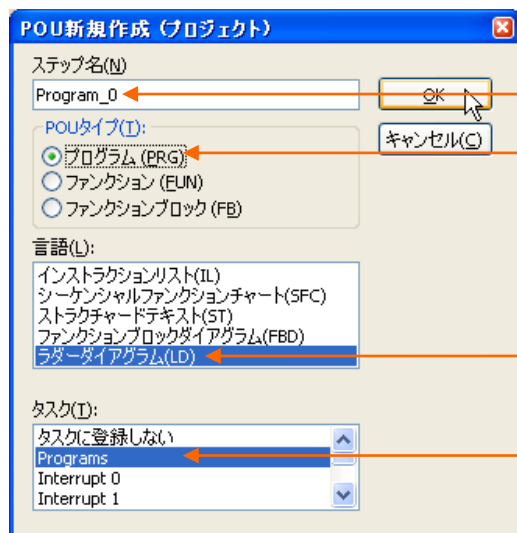 POU新規作成 (プロジェクト)
ステップ名(N)
Program_0
OK
キャンセル(C)
POUタイプ(T):
プログラム (PRG)
ファンクション (FUN)
ファンクションブロック (FB)
言語(L):
インストラクションリスト(IL)
シーケンシャルファンクションチャート(SFC)
ストラクチャードテキスト(ST)
ファンクションブロックダイアグラム(FBD)
ラダーダイアグラム(LD)
タスク(T):
タスクに登録しない
Programs
Interrupt 0
Interrupt 1